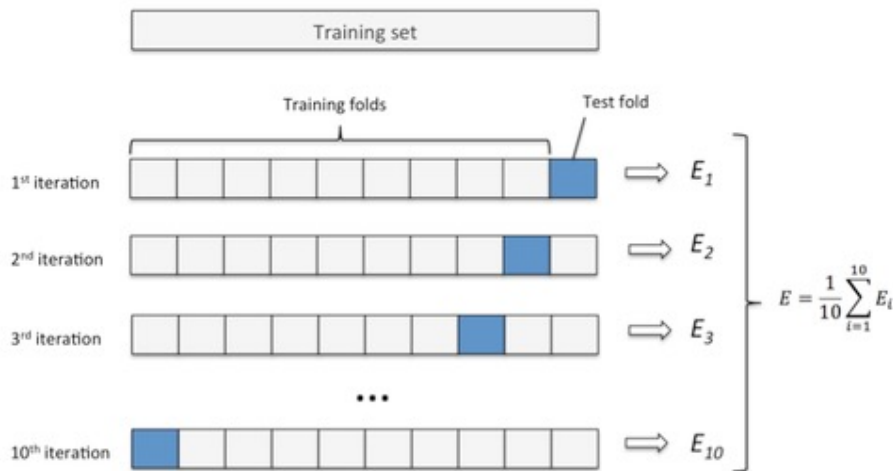 Training set
Training folds
Test fold
1st iteration
E1
2nd iteration
E2
E = 1/10 10∑i=1 Ei
3rd iteration
E3
...
10th iteration
E10